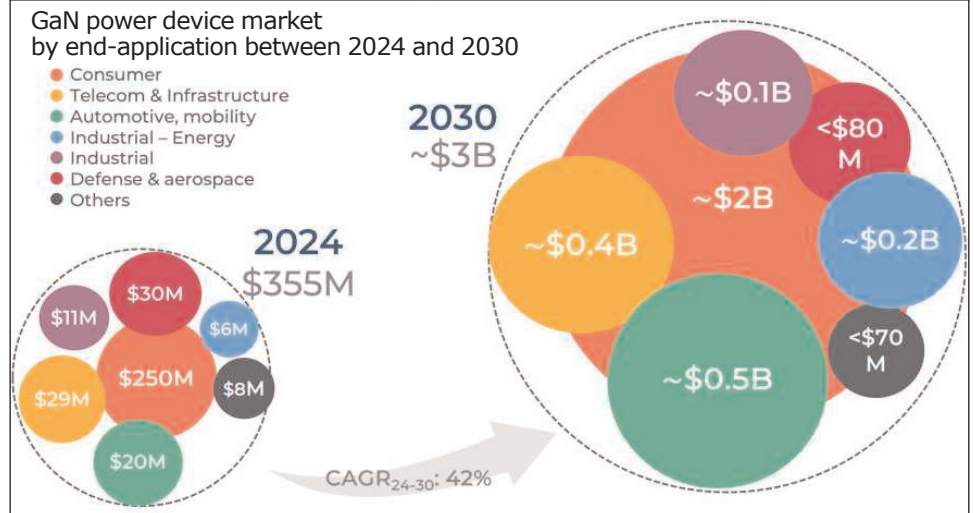 GaN power device market
by end-application between 2024 and 2030
Consumer
Telecom & Infrastructure
Automotive, mobility
Industrial – Energy
Industrial
Defense & aerospace
Others
2024
$355M
$30M
$11M
$6M
$250M
$8M
$29M
$20M
CAGR24-30: 42%
2030
~$3B
~$0.1B
<$80
M
~$2B
~$0.4B
~$0.2B
<$70
M
~$0.5B